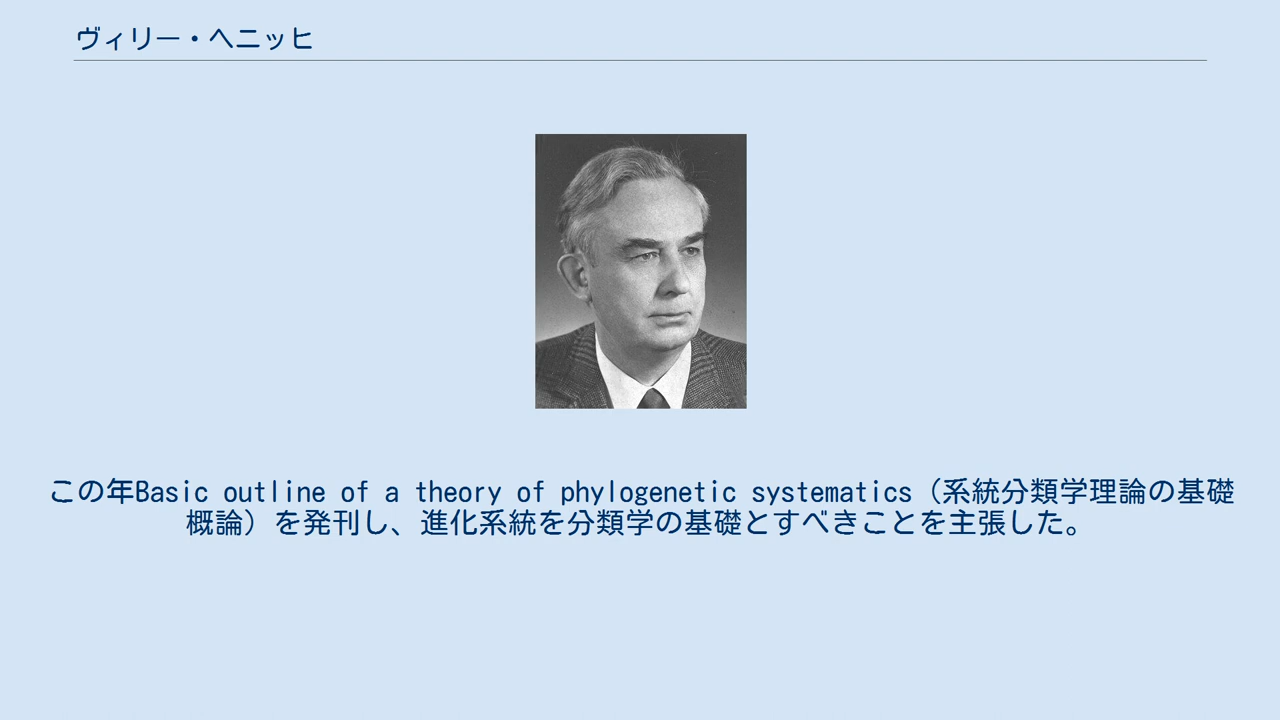 ヴィリー・ヘニッヒ
この年Basic outline of a theory of phylogenetic systematics（系統分類学理論の基礎
概論）を発刊し、進化系統を分類学の基礎とすべきことを主張した。